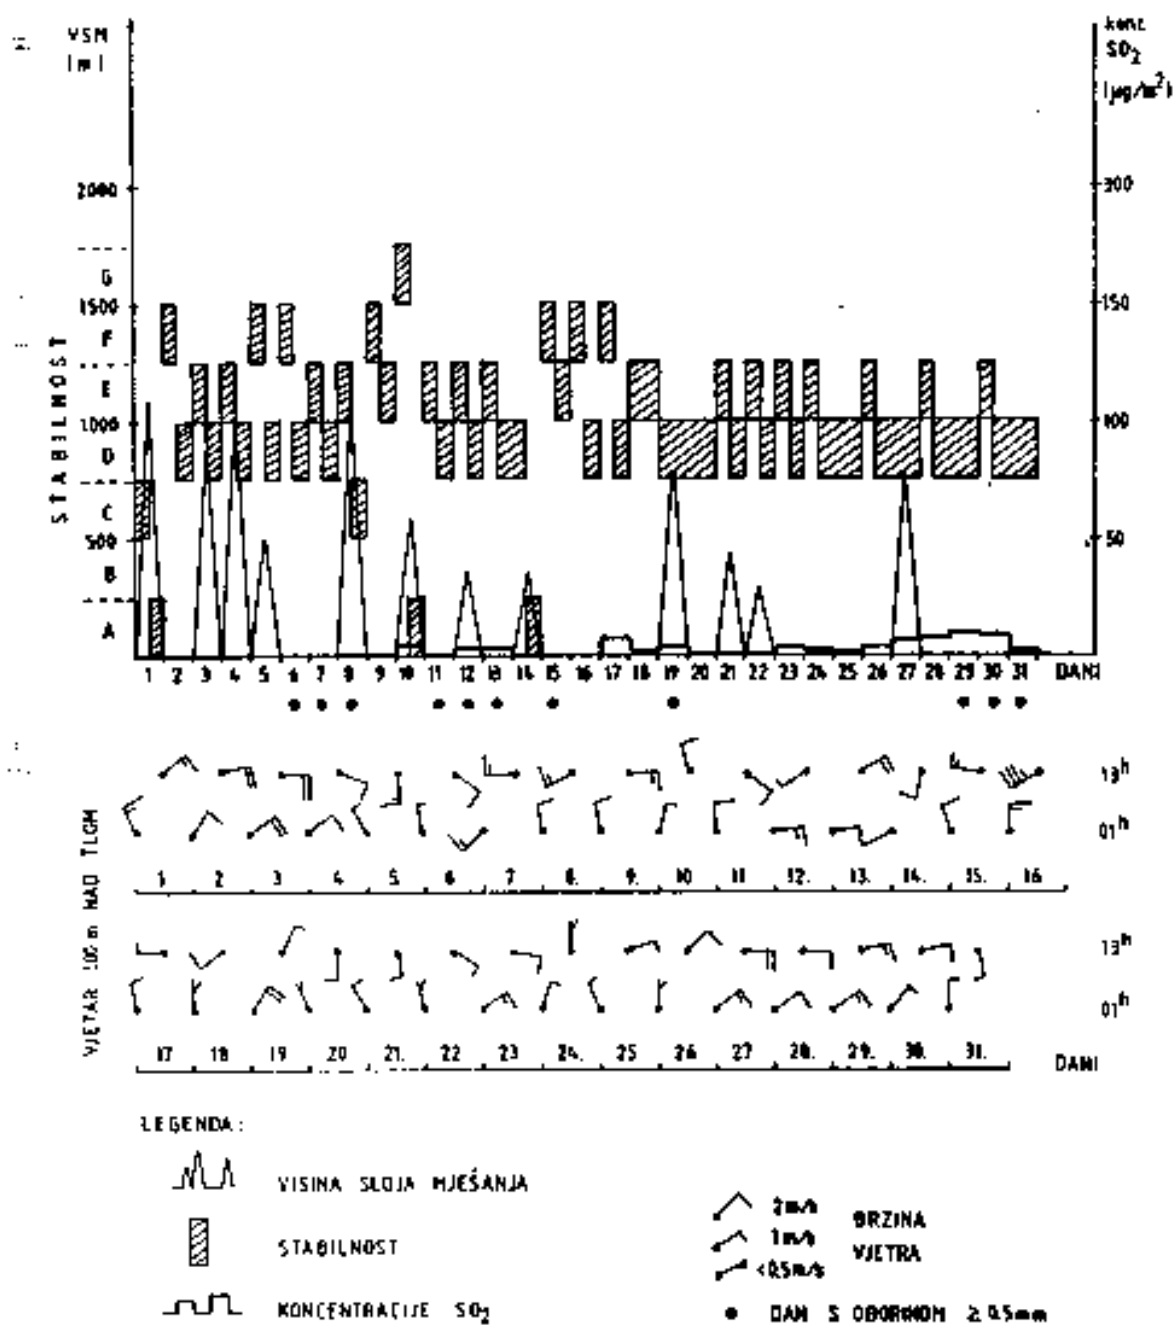 VSM
(m)
konc
SO2
(µg/m2)
STABILNOST
2000
1500
1000
500
G
F
E
D
C
B
A
200
150
100
50
1 2 3 4 5 6 7 8 9 10 11 12 13 14 15 16 17 18 19 20 21 22 23 24 25 26 27 28 29 30 31 DANI
VJETAR 100 m NAD TLOM
13h
01h
1 2 3 4 5. 6 7 8. 9. 10 11 12. 13. 14. 15. 16
13h
01h
17 18 19 20 21. 22 23 24. 25 26 27 28. 29. 30. 31.
DANI
LEGENDA:
VISINA SLOJA MJEŠANJA
STABILNOST
KONCENTRACIJE SO2
2m/s
1m/s
<0.5m/s
BRZINA
VJETRA
DAN S OBORINOM ≥ 0.5mm